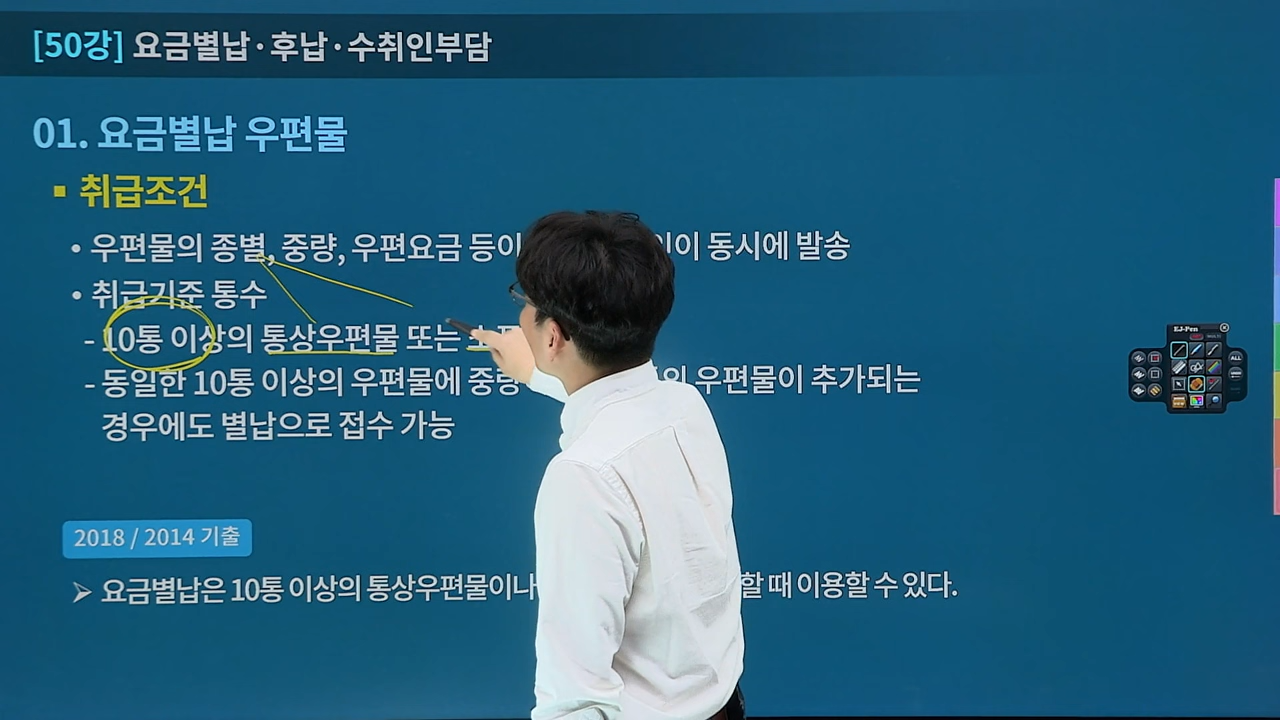 [50강] 요금별납·후납·수취인부담
01. 요금별납 우편물
▪ 취급조건
• 우편물의 종별, 중량, 우편요금 등이 동시에 발송
• 취급기준 통수
- 10통 이상의 통상우편물 또는
- 동일한 10통 이상의 우편물에 중량 우편물이 추가되는
경우에도 별납으로 접수 가능
2018 / 2014 기출
➢ 요금별납은 10통 이상의 통상우편물이나 할 때 이용할 수 있다.
EJ-Pen
ALL